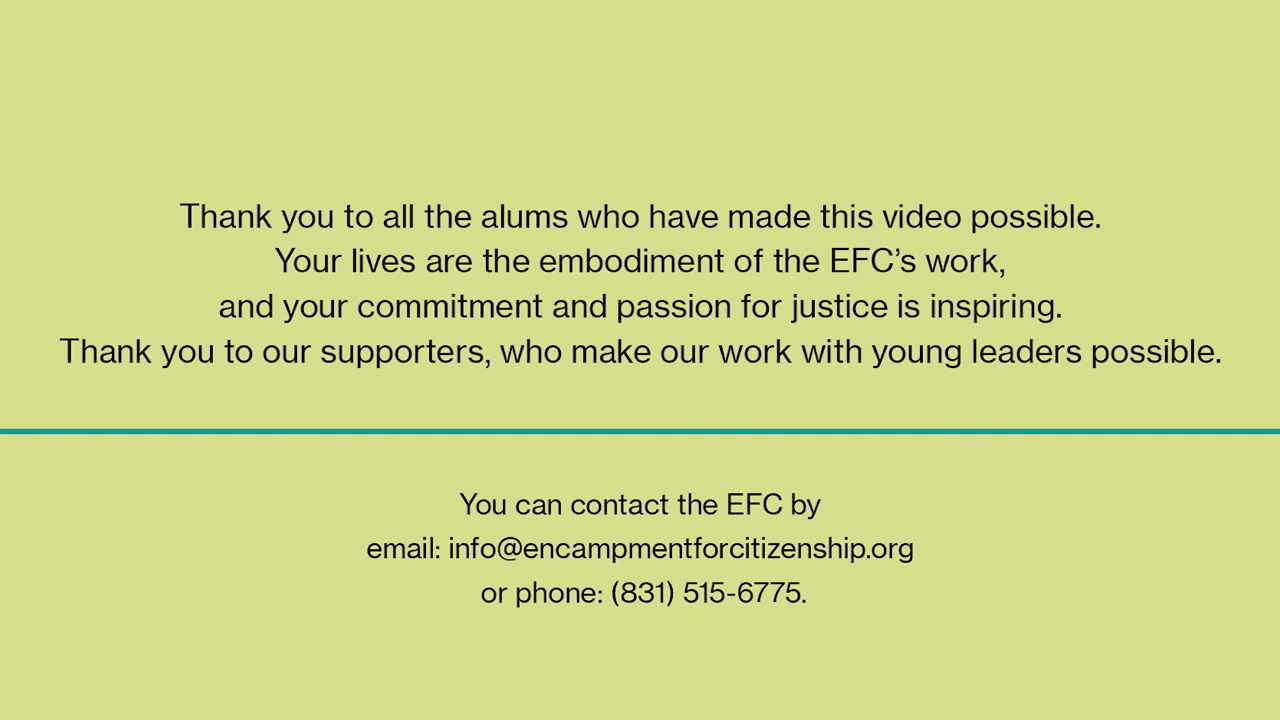 Thank you to all the alums who have made this video possible.
Your lives are the embodiment of the EFC’s work,
and your commitment and passion for justice is inspiring.
Thank you to our supporters, who make our work with young leaders possible.
You can contact the EFC by
email: info@encampmentforcitizenship.org
or phone: (831) 515-6775.